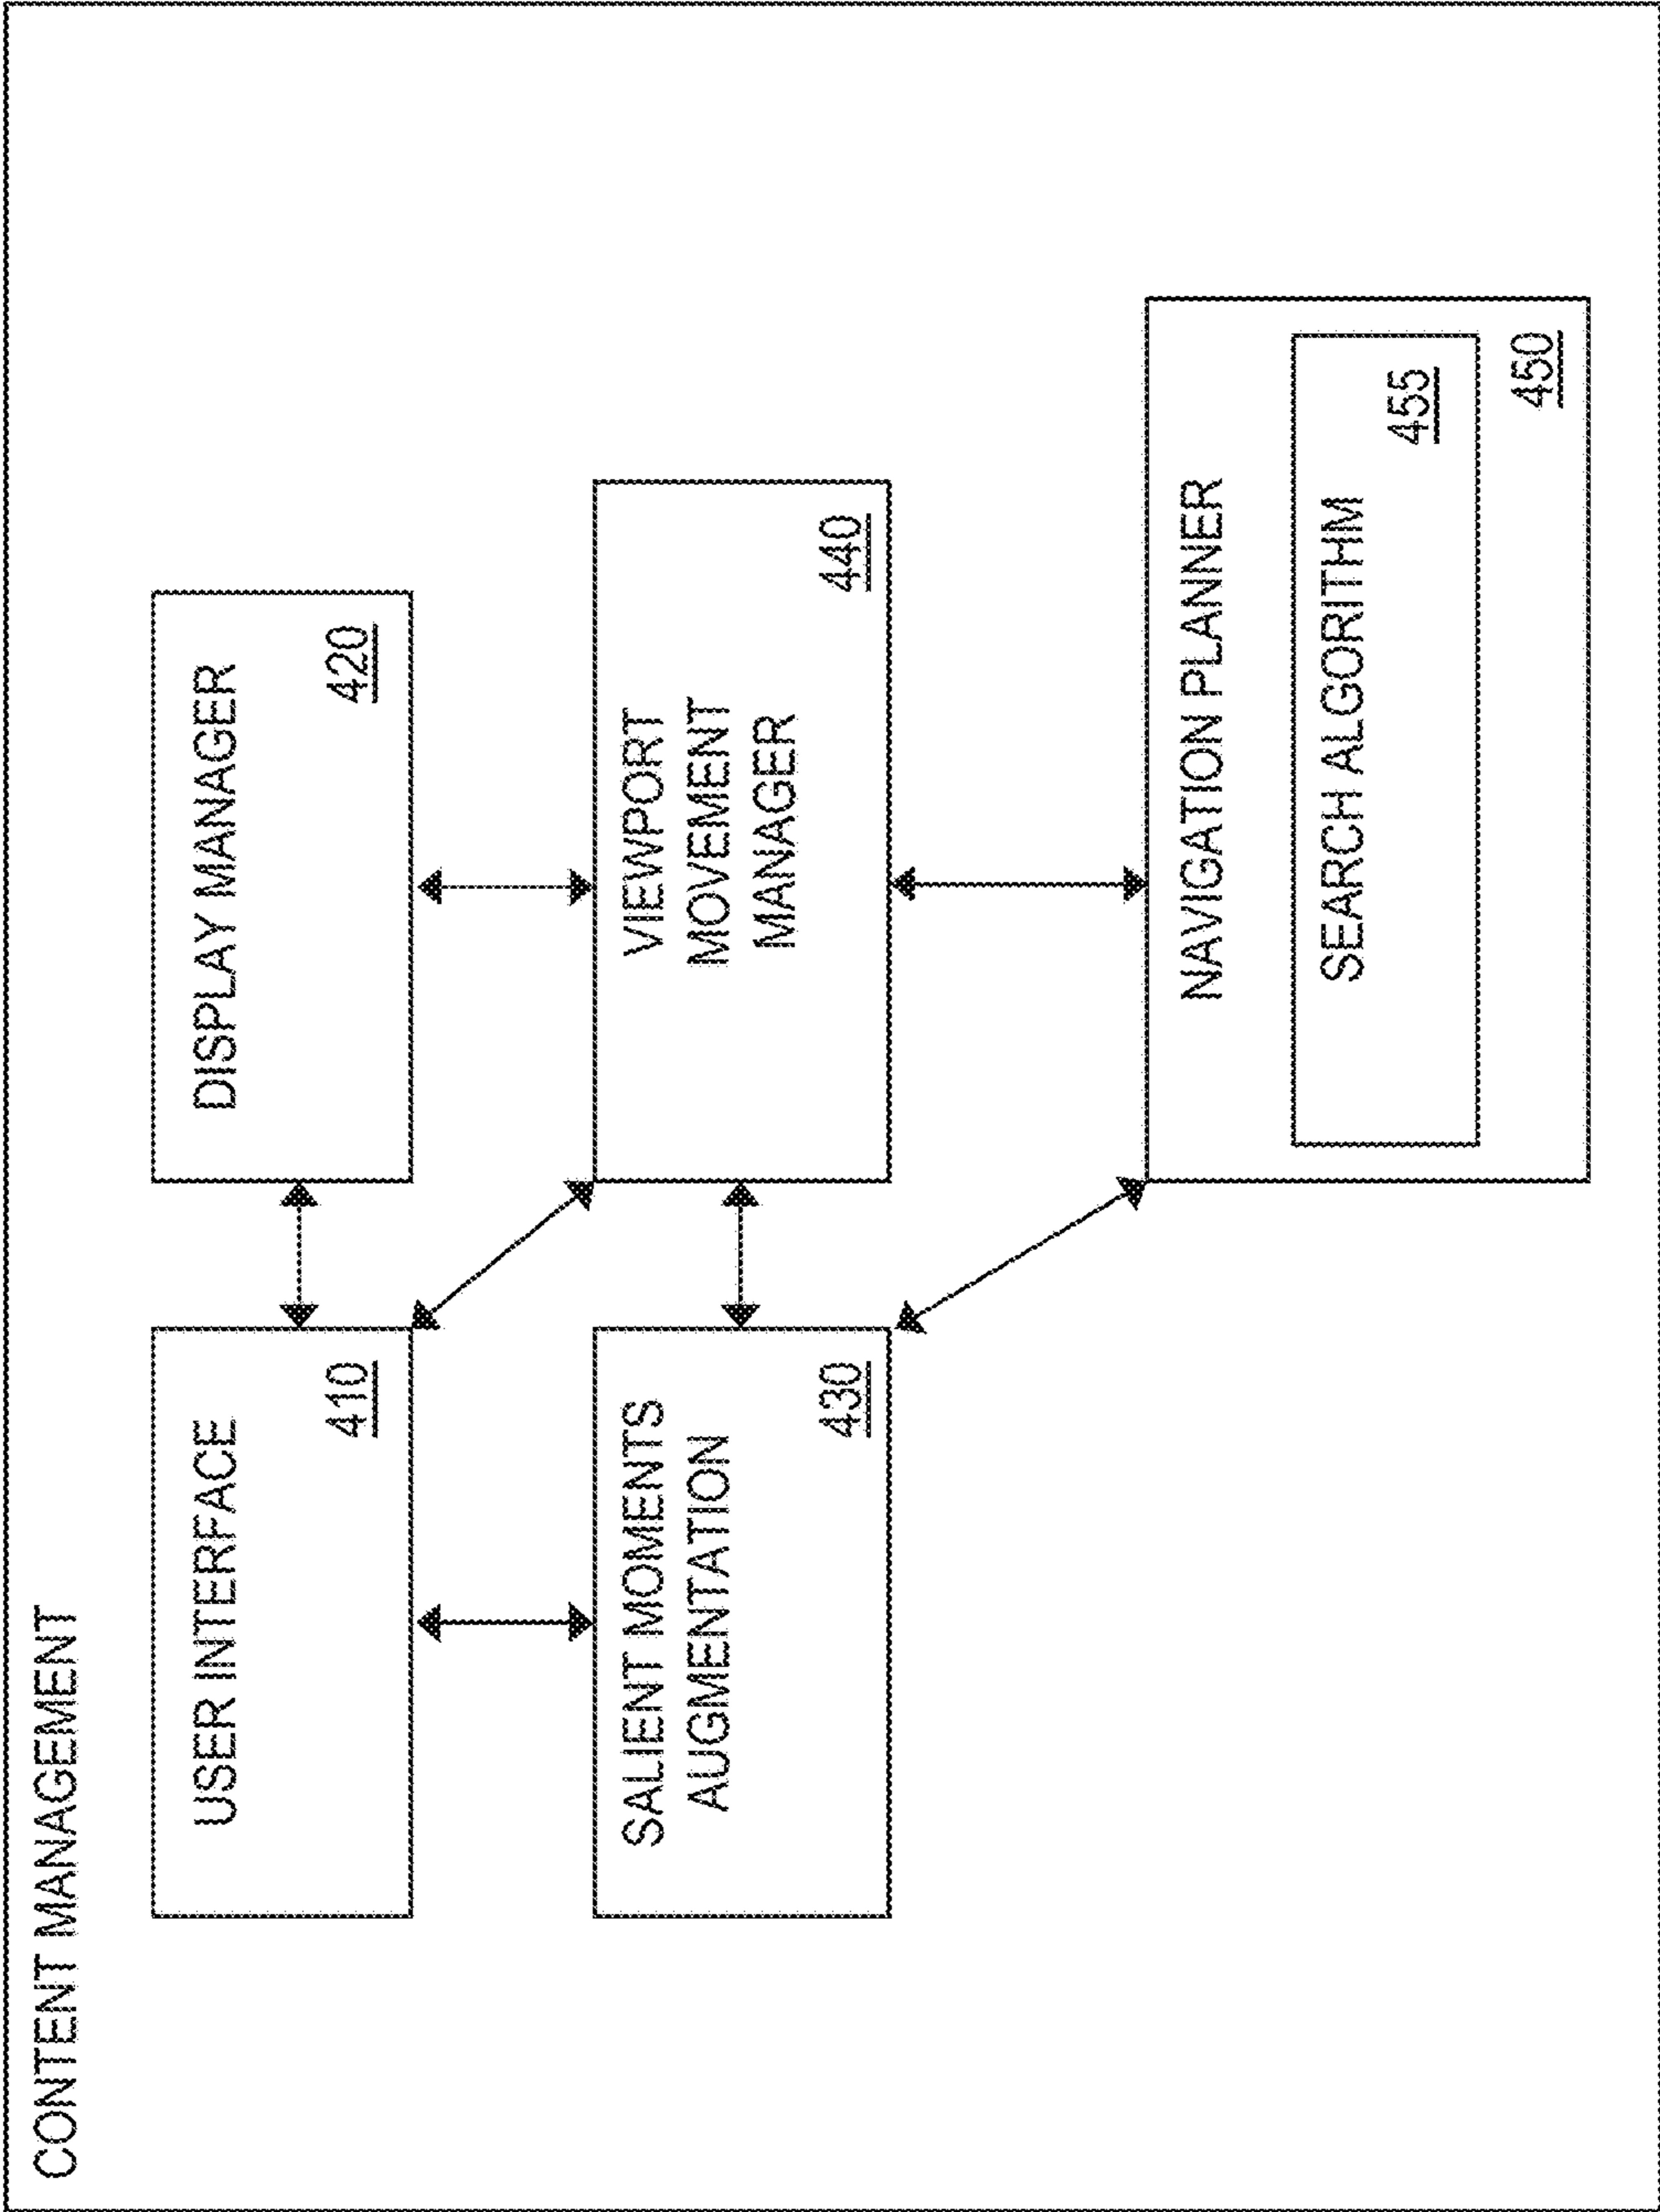 CONTENT MANAGEMENT
USER INTERFACE
410
DISPLAY MANAGER
420
SALIENT MOMENTS
AUGMENTATION
430
VIEWPORT
MOVEMENT
MANAGER
440
NAVIGATION PLANNER
SEARCH ALGORITHM
455
450